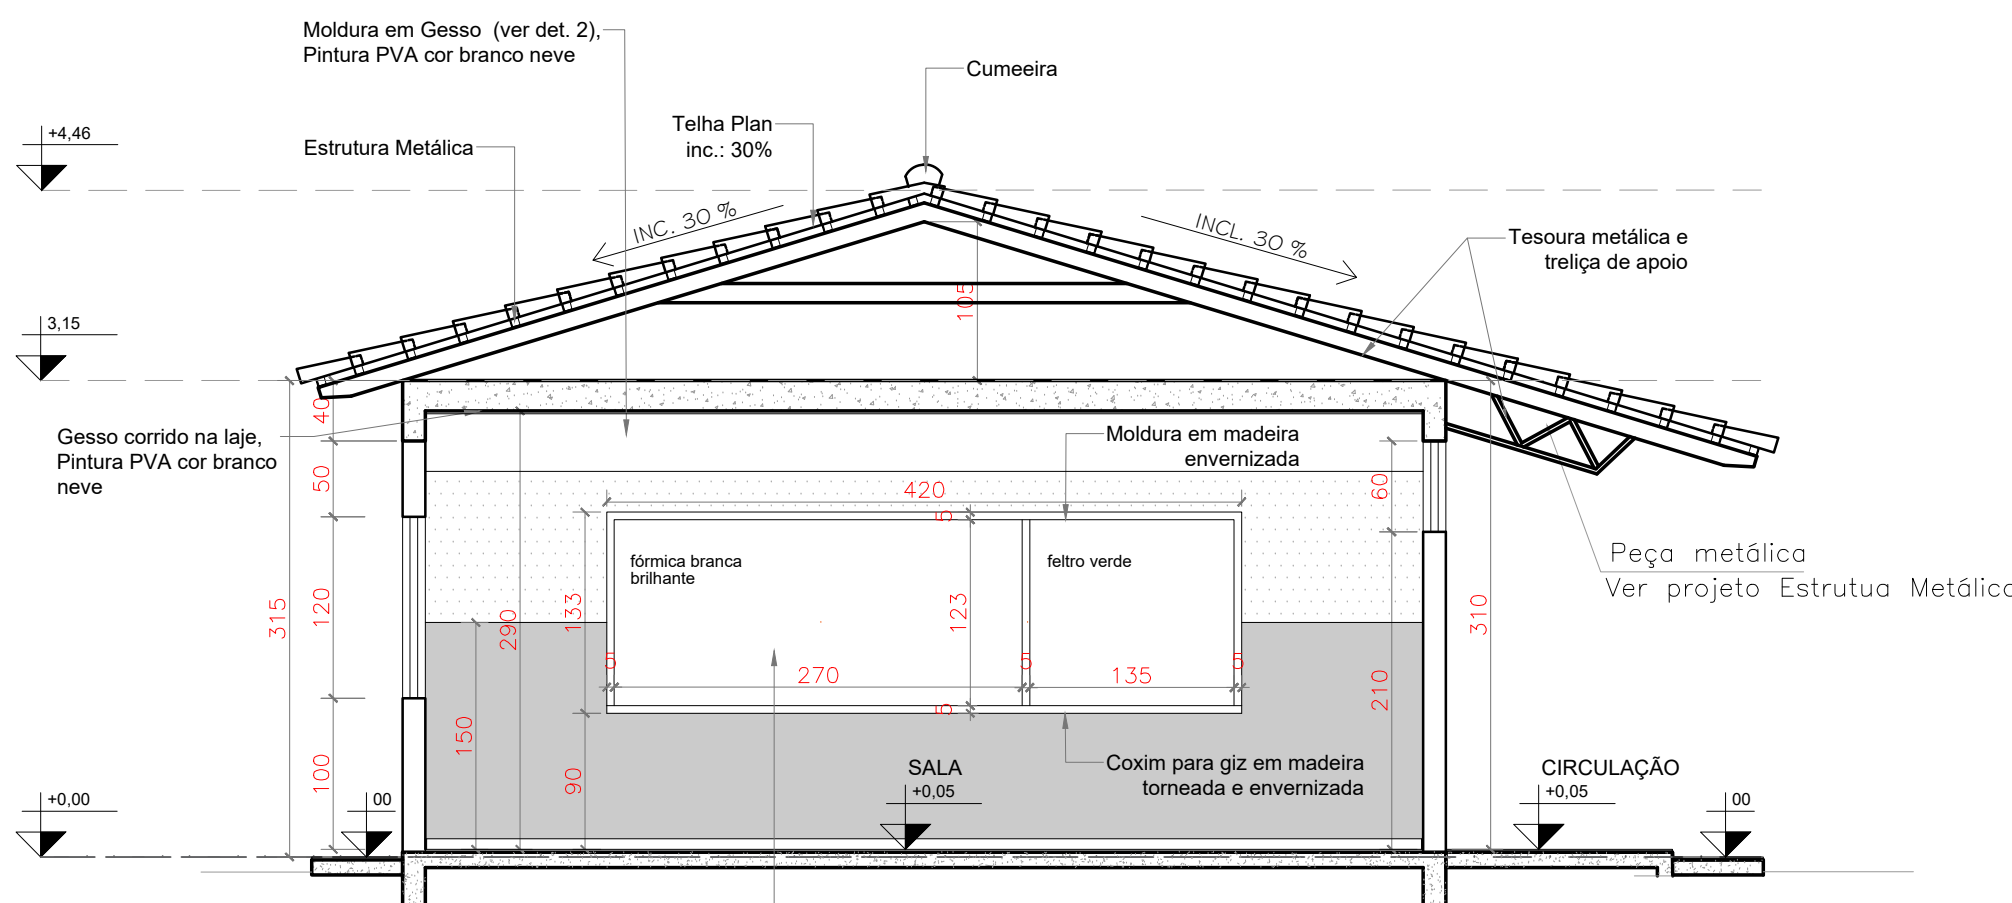 Moldura em Gesso (ver det. 2),
Pintura PVA cor branco neve
Cumeeira
+4,46
Telha Plan
inc.: 30%
Estrutura Metálica
INC. 30 %
INCL. 30 %
Tesoura metálica e
treliça de apoio
105
3,15
40
Gesso corrido na laje,
Pintura PVA cor branco
neve
Moldura em madeira
envernizada
50
60
420
5
fórmica branca
brilhante
feltro verde
Peça metálica
Ver projeto Estrutua Metálica
315
120
290
133
123
310
5
270
5
135
5
210
5
150
100
90
SALA
+0,05
Coxim para giz em madeira
torneada e envernizada
CIRCULAÇÃO
+0,05
+0,00
00
00